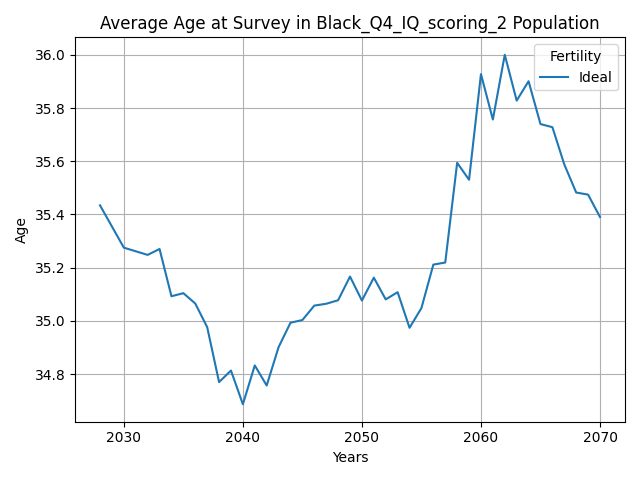 Average Age at Survey in Black_Q4_IQ_scoring_2 Population
Fertility
Ideal
36.0
35.8
35.6
35.4
35.2
35.0
34.8
Age
2030 2040 2050 2060 2070
Years